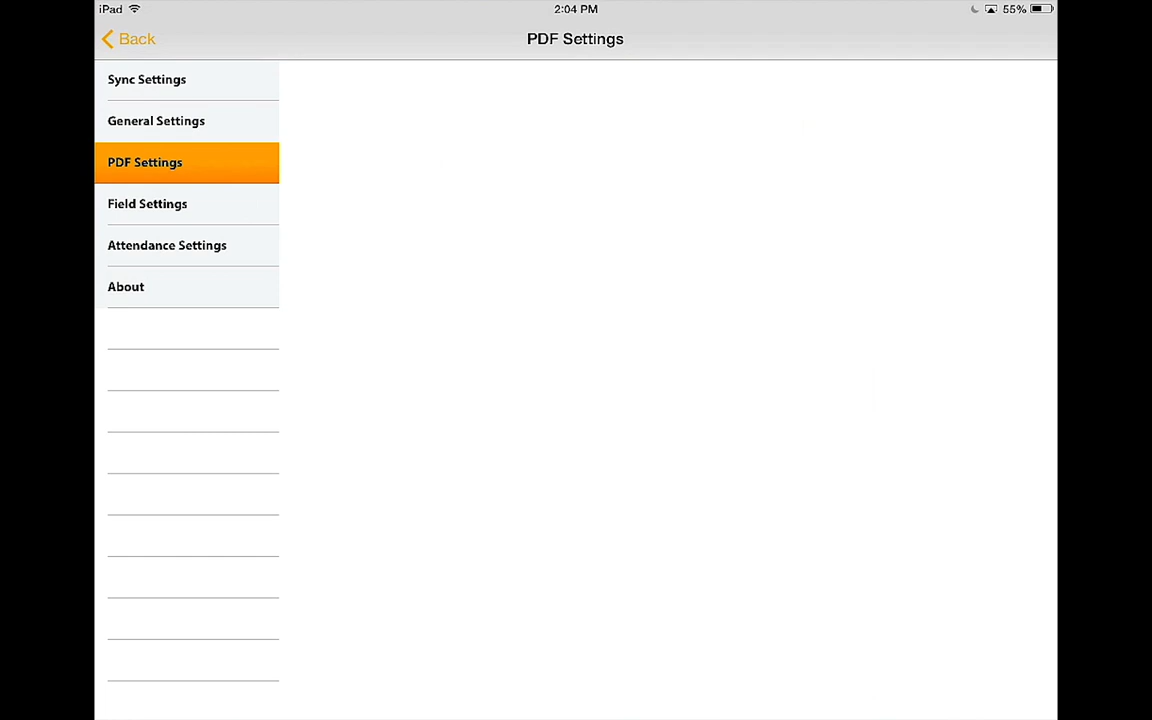 iPad 2:04 PM 55%
Back PDF Settings
Sync Settings
General Settings
PDF Settings
Field Settings
Attendance Settings
About